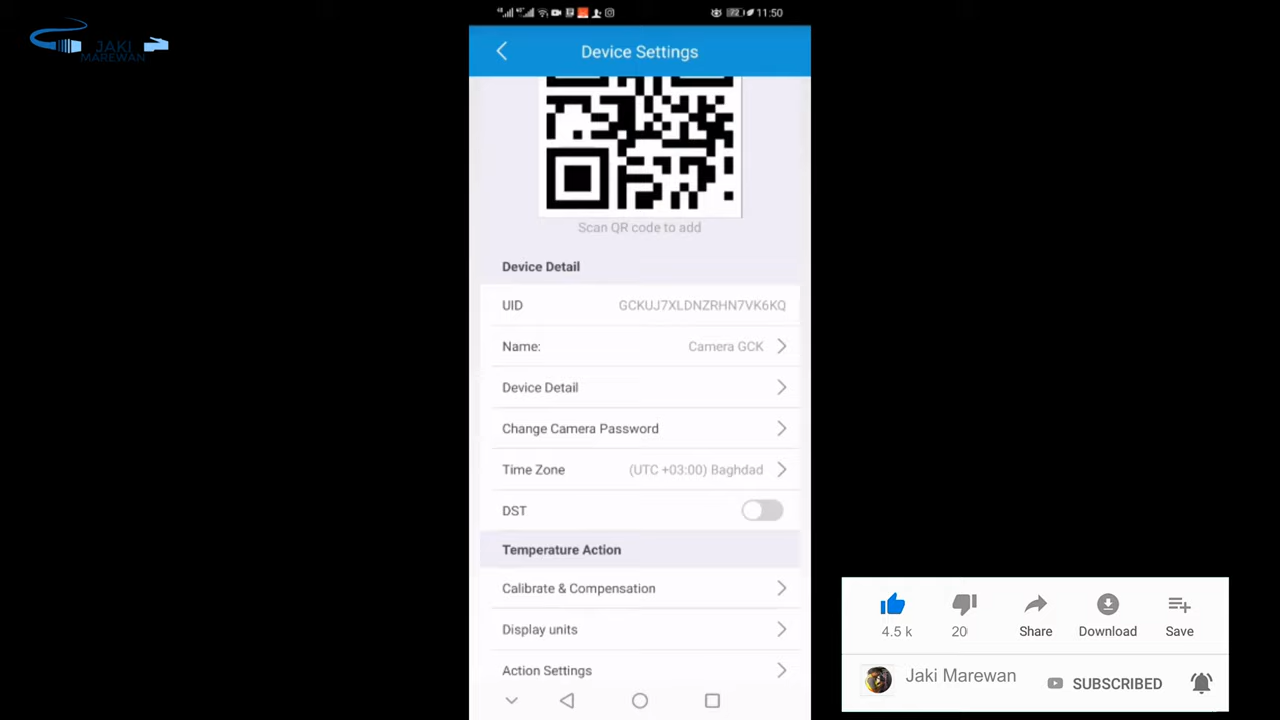 JAKI
MAREWAN
11:50
Device Settings
Scan QR code to add
Device Detail
UID GCKUJ7XLDNZRHN7VK6KQ
Name: Camera GCK
Device Detail
Change Camera Password
Time Zone (UTC +03:00) Baghdad
DST
Temperature Action
Calibrate & Compensation
Display units
Action Settings
4.5 k 20 Share Download Save
Jaki Marewan SUBSCRIBED